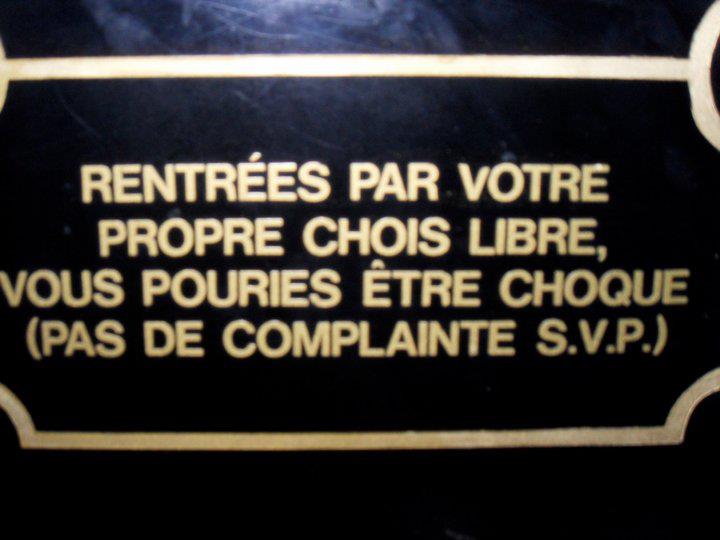 RENTRÉES PAR VOTRE
PROPRE CHOIS LIBRE,
VOUS POURIES ÊTRE CHOQUE
(PAS DE COMPLAINTE S.V.P.)